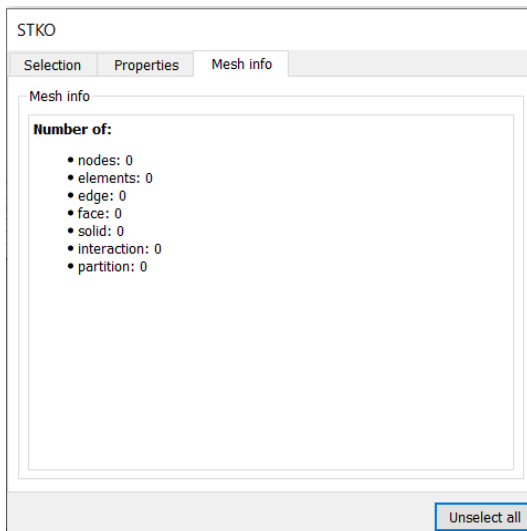 STKO
Selection Properties Mesh info
Mesh info
Number of:
• nodes: 0
• elements: 0
• edge: 0
• face: 0
• solid: 0
• interaction: 0
• partition: 0
Unselect all